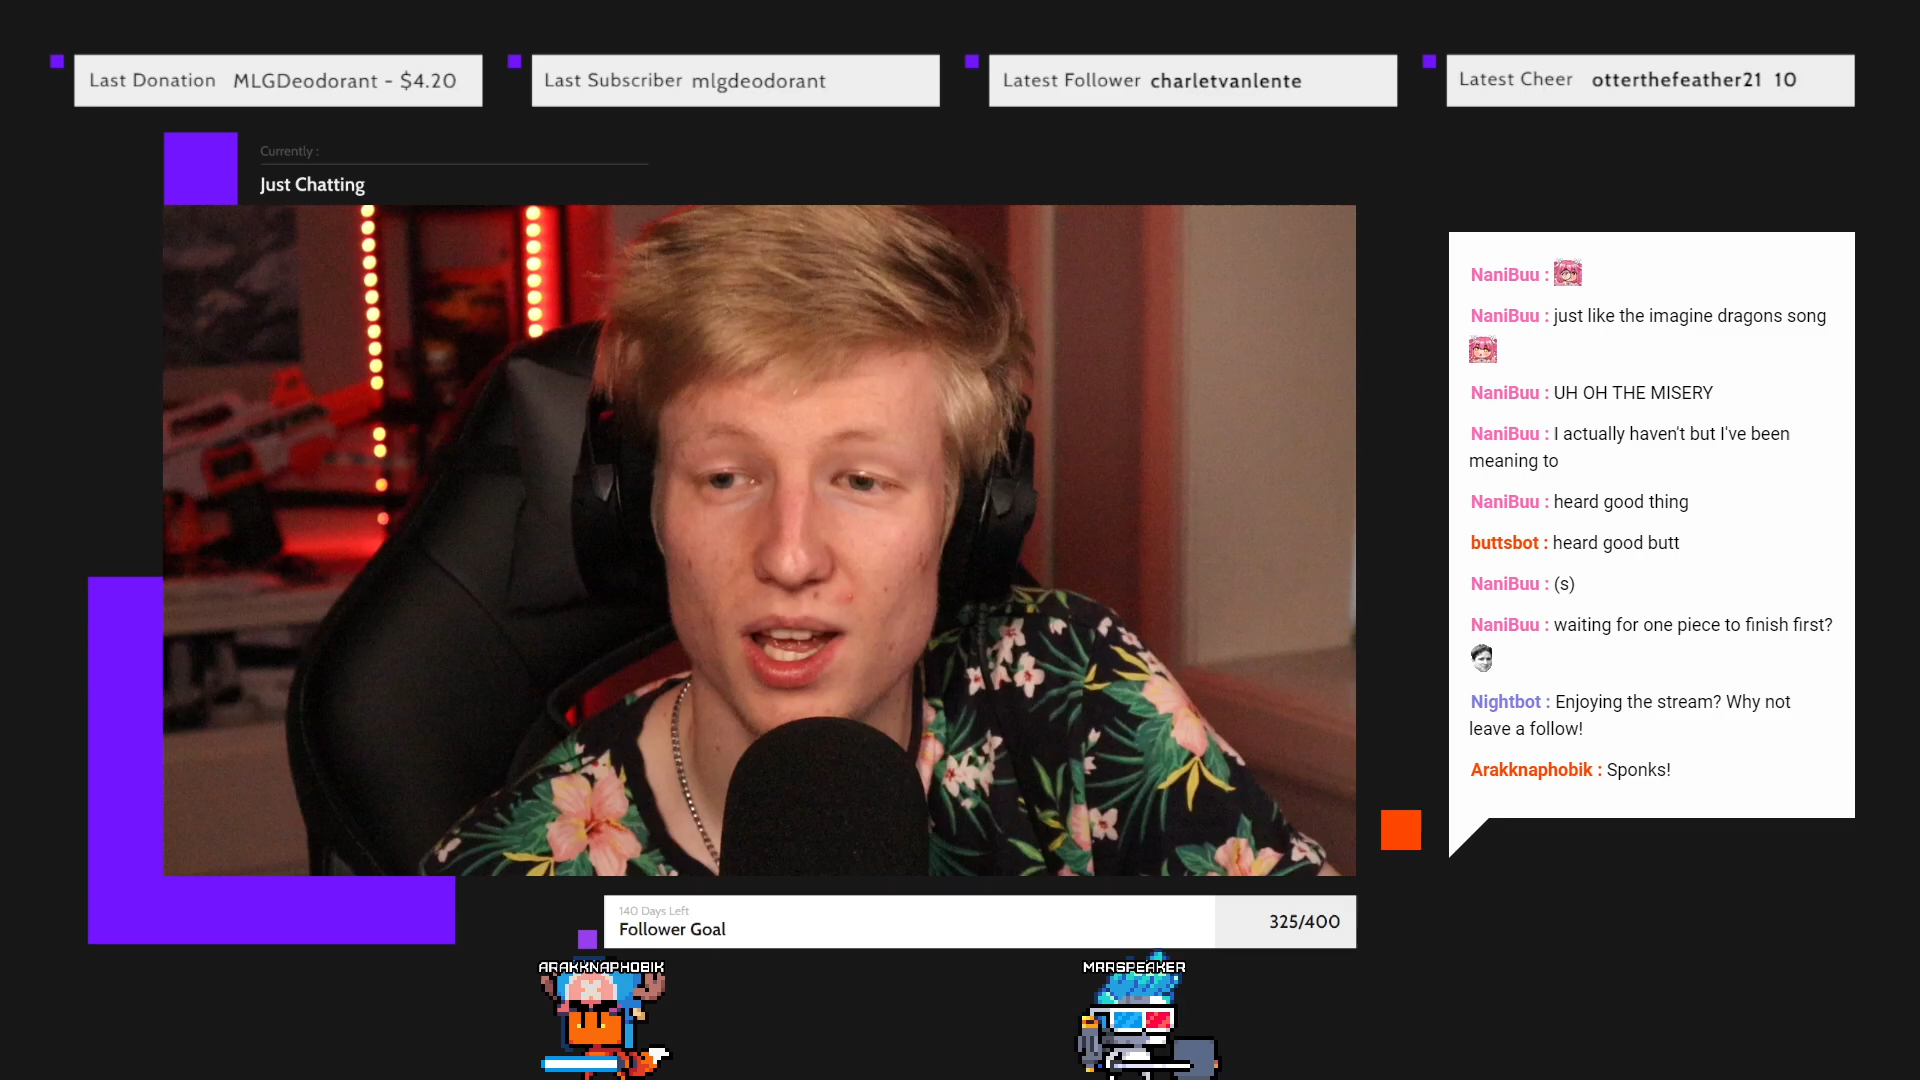 Last Donation MLGDeodorant - $4.20
Last Subscriber mlgdeodorant
Latest Follower charletvanlente
Latest Cheer otterthefeather21 10
Currently :
Just Chatting
NaniBuu :
NaniBuu : just like the imagine dragons song
NaniBuu : UH OH THE MISERY
NaniBuu : I actually haven't but I've been
meaning to
NaniBuu : heard good thing
buttsbot : heard good butt
NaniBuu : (s)
NaniBuu : waiting for one piece to finish first?
Nightbot : Enjoying the stream? Why not
leave a follow!
Arakknaphobik : Sponks!
140 Days Left
Follower Goal
325/400
ARAKKNAPHOBIK
MARSPEAKER